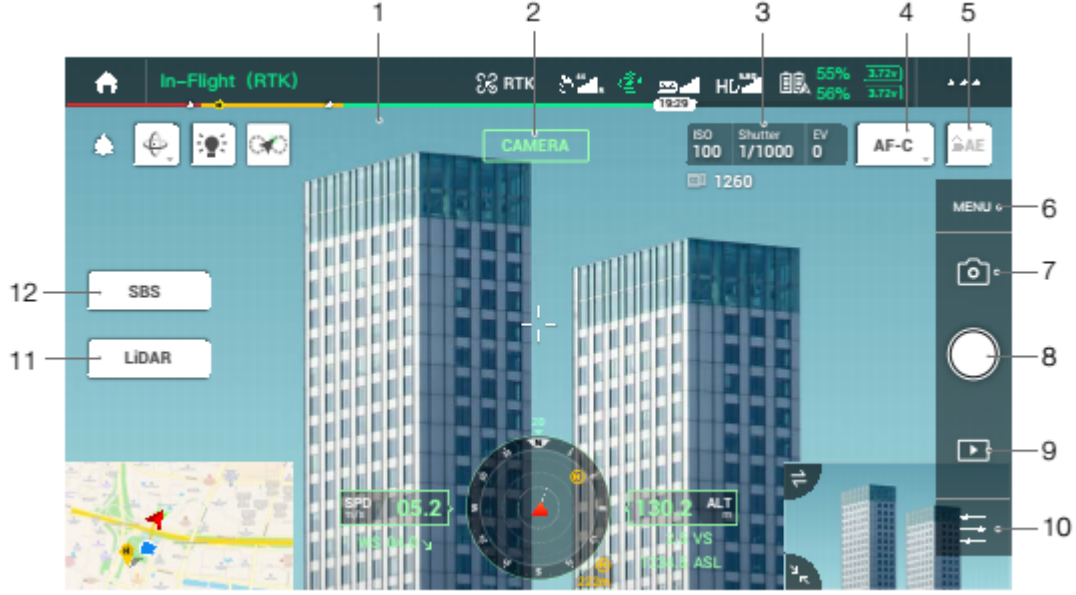 1 2 3 4 5
In-Flight (RTK) RTK HD 55% 3.72v
56% 3.72v
19:29
CAMERA
ISO Shutter EV
100 1/1000 0
AF-C
AE
1260
MENU 6
7
12 SBS
11 LiDAR
8
9
20
N
H
SPD 05.2
130.2 ALT
m
VS
ASL
S
H
222m
H
10